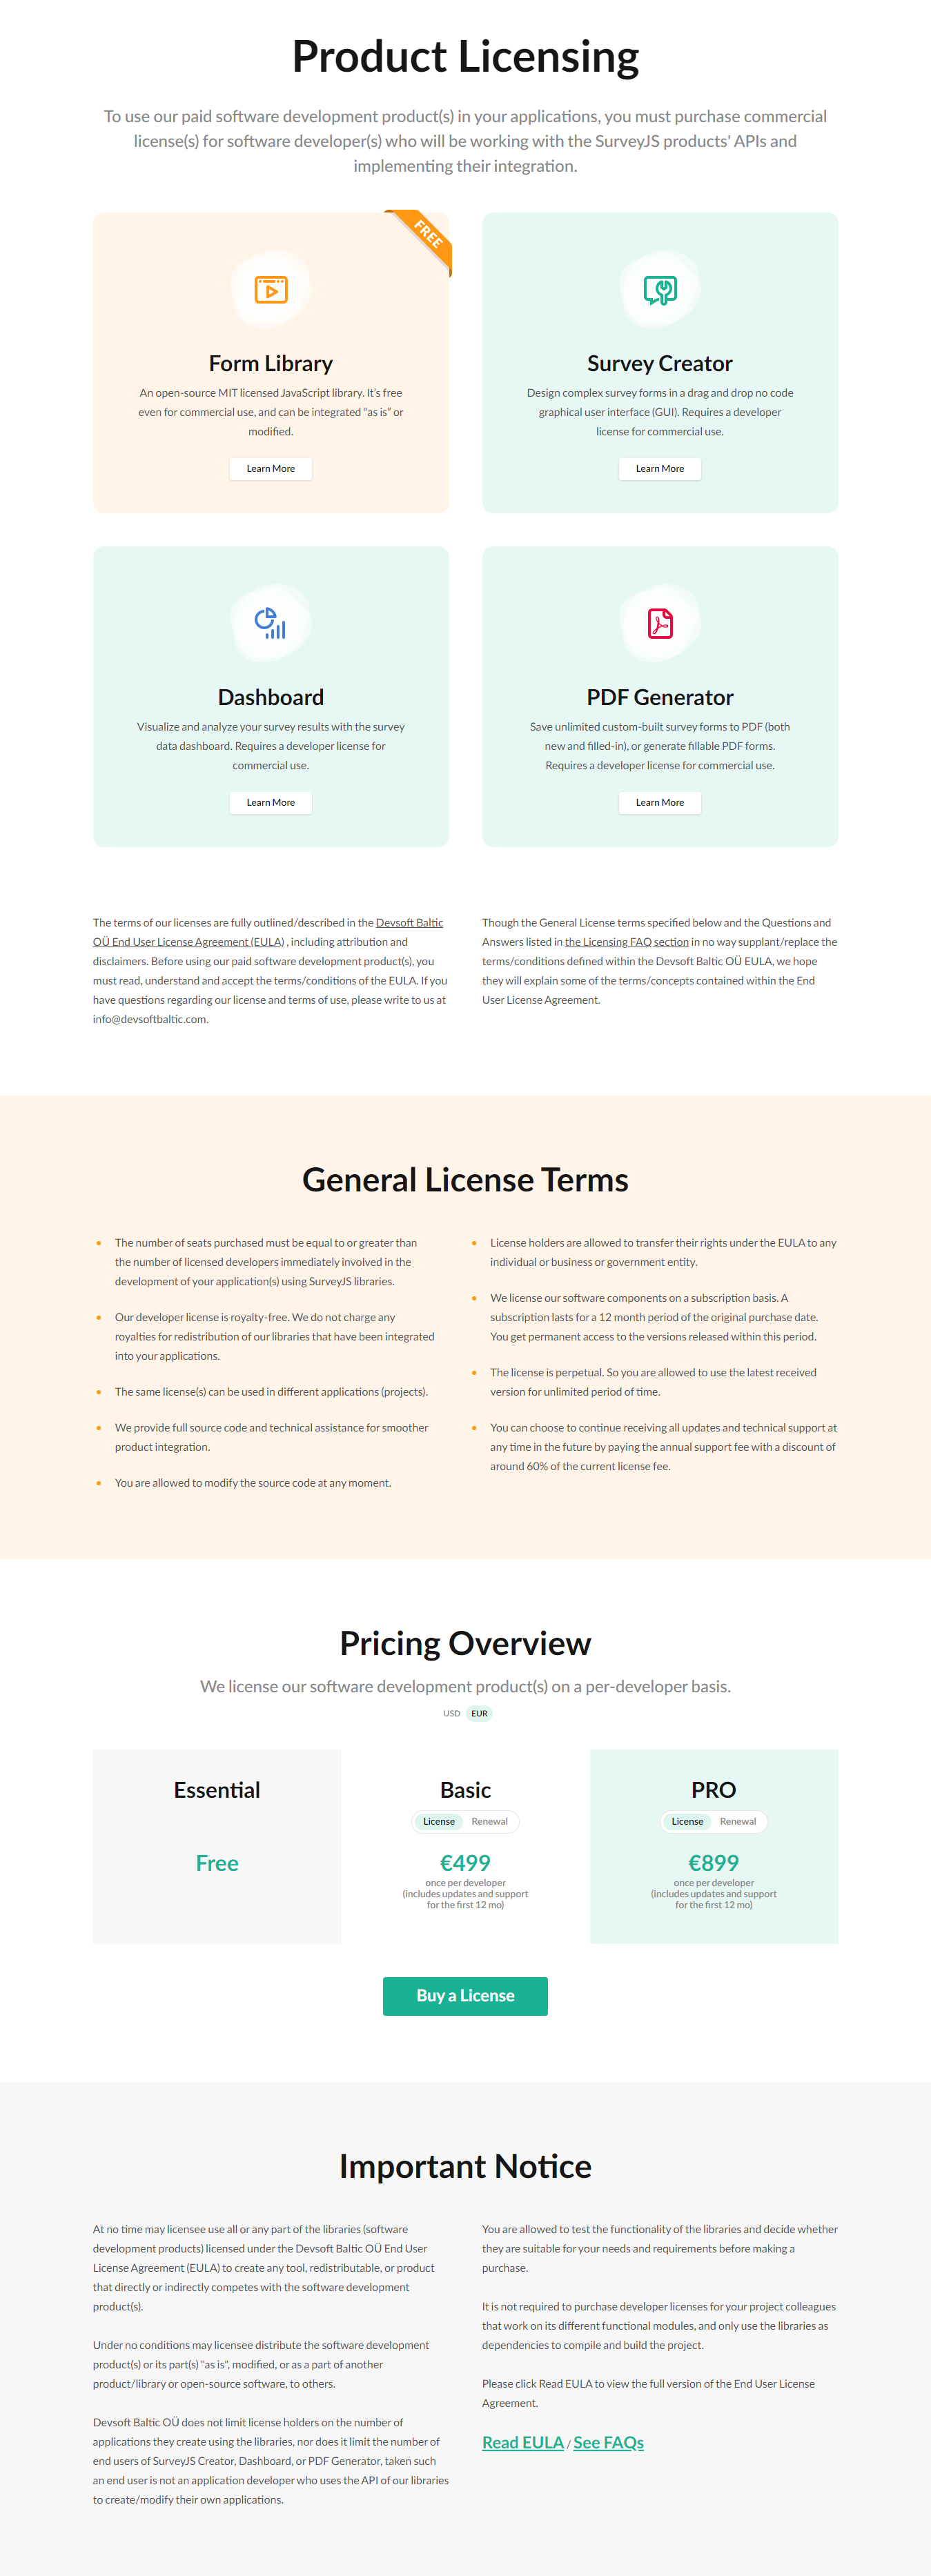 Product Licensing
To use our paid software development product(s) in your applications, you must purchase commercial
license(s) for software developer(s) who will be working with the SurveyJS products' APIs and
implementing their integration.
FREE
Form Library
An open-source MIT licensed JavaScript library. It's free
even for commercial use, and can be integrated “as is” or
modified.
Learn More
Survey Creator
Design complex survey forms in a drag and drop no code
graphical user interface (GUI). Requires a developer
license for commercial use.
Learn More
Dashboard
Visualize and analyze your survey results with the survey
data dashboard. Requires a developer license for
commercial use.
Learn More
PDF Generator
Save unlimited custom-built survey forms to PDF (both
new and filled-in), or generate fillable PDF forms.
Requires a developer license for commercial use.
Learn More
The terms of our licenses are fully outlined/described in the Devsoft Baltic
OÜ End User License Agreement (EULA) , including attribution and
disclaimers. Before using our paid software development product(s), you
must read, understand and accept the terms/conditions of the EULA. If you
have questions regarding our license and terms of use, please write to us at
info@devsoftbaltic.com.
Though the General License terms specified below and the Questions and
Answers listed in the Licensing FAQ section in no way supplant/replace the
terms/conditions defined within the Devsoft Baltic OÜ EULA, we hope
they will explain some of the terms/concepts contained within the End
User License Agreement.
General License Terms
The number of seats purchased must be equal to or greater than
the number of licensed developers immediately involved in the
development of your application(s) using SurveyJS libraries.
Our developer license is royalty-free. We do not charge any
royalties for redistribution of our libraries that have been integrated
into your applications.
The same license(s) can be used in different applications (projects).
We provide full source code and technical assistance for smoother
product integration.
You are allowed to modify the source code at any moment.
License holders are allowed to transfer their rights under the EULA to any
individual or business or government entity.
We license our software components on a subscription basis. A
subscription lasts for a 12 month period of the original purchase date.
You get permanent access to the versions released within this period.
The license is perpetual. So you are allowed to use the latest received
version for unlimited period of time.
You can choose to continue receiving all updates and technical support at
any time in the future by paying the annual support fee with a discount of
around 60% of the current license fee.
Pricing Overview
We license our software development product(s) on a per-developer basis.
USD EUR
Essential
Free
Basic
License Renewal
€499
once per developer
(includes updates and support
for the first 12 mo)
PRO
License Renewal
€899
once per developer
(includes updates and support
for the first 12 mo)
Buy a License
Important Notice
At no time may licensee use all or any part of the libraries (software
development products) licensed under the Devsoft Baltic OÜ End User
License Agreement (EULA) to create any tool, redistributable, or product
that directly or indirectly competes with the software development
product(s).
Under no conditions may licensee distribute the software development
product(s) or its part(s) “as is”, modified, or as a part of another
product/library or open-source software, to others.
Devsoft Baltic OÜ does not limit license holders on the number of
applications they create using the libraries, nor does it limit the number of
end users of SurveyJS Creator, Dashboard, or PDF Generator, taken such
an end user is not an application developer who uses the API of our libraries
to create/modify their own applications.
You are allowed to test the functionality of the libraries and decide whether
they are suitable for your needs and requirements before making a
purchase.
It is not required to purchase developer licenses for your project colleagues
that work on its different functional modules, and only use the libraries as
dependencies to compile and build the project.
Please click Read EULA to view the full version of the End User License
Agreement.
Read EULA / See FAQs